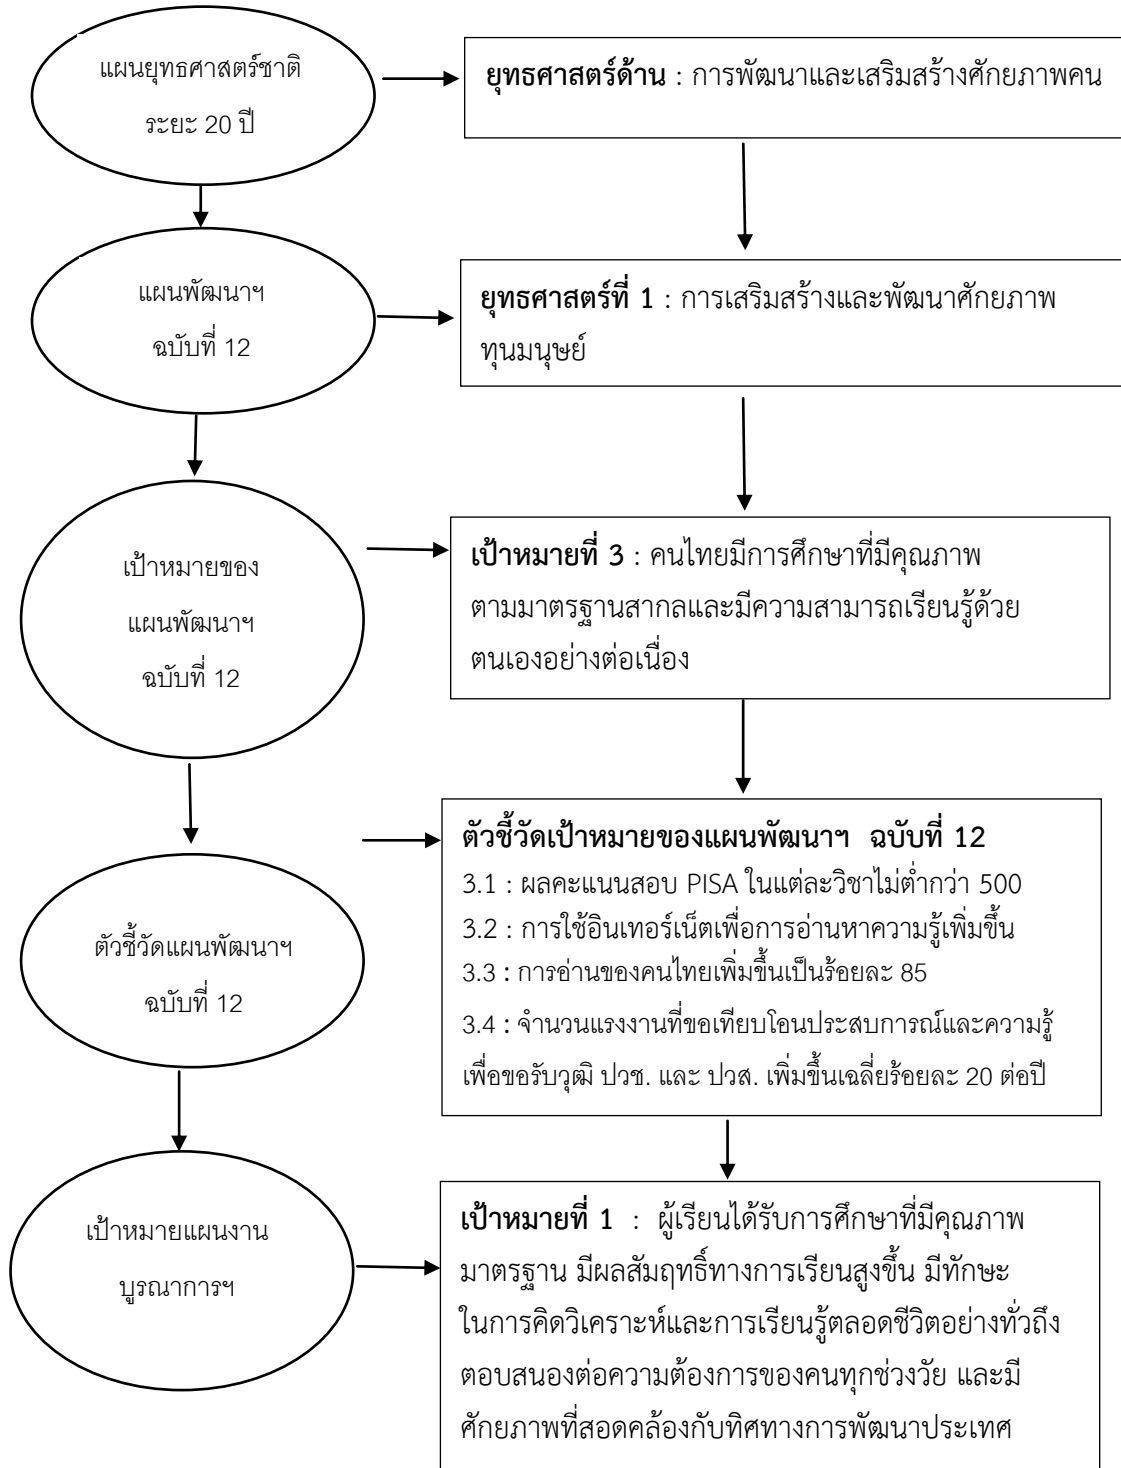 แผนยุทธศาสตร์ชาติ
ระยะ 20 ปี
ยุทธศาสตร์ด้าน : การพัฒนาและเสริมสร้างศักยภาพคน
แผนพัฒนาฯ
ฉบับที่ 12
ยุทธศาสตร์ที่ 1 : การเสริมสร้างและพัฒนาศักยภาพ
ทุนมนุษย์
เป้าหมายของ
แผนพัฒนาฯ
ฉบับที่ 12
เป้าหมายที่ 3 : คนไทยมีการศึกษาที่มีคุณภาพ
ตามมาตรฐานสากลและมีความสามารถเรียนรู้ด้วย
ตนเองอย่างต่อเนื่อง
ตัวชี้วัดแผนพัฒนาฯ
ฉบับที่ 12
ตัวชี้วัดเป้าหมายของแผนพัฒนาฯ ฉบับที่ 12
3.1 : ผลคะแนนสอบ PISA ในแต่ละวิชาไม่ต่ำกว่า 500
3.2 : การใช้อินเทอร์เน็ตเพื่อการอ่านหาความรู้เพิ่มขึ้น
3.3 : การอ่านของคนไทยเพิ่มขึ้นเป็นร้อยละ 85
3.4 : จำนวนแรงงานที่ขอเทียบโอนประสบการณ์และความรู้
เพื่อขอรับวุฒิ ปวช. และ ปวส. เพิ่มขึ้นเฉลี่ยร้อยละ 20 ต่อปี
เป้าหมายแผนงาน
บูรณาการฯ
เป้าหมายที่ 1 : ผู้เรียนได้รับการศึกษาที่มีคุณภาพ
มาตรฐาน มีผลสัมฤทธิ์ทางการเรียนสูงขึ้น มีทักษะ
ในการคิดวิเคราะห์และการเรียนรู้ตลอดชีวิตอย่างทั่วถึง
ตอบสนองต่อความต้องการของคนทุกช่วงวัย และมี
ศักยภาพที่สอดคล้องกับทิศทางการพัฒนาประเทศ